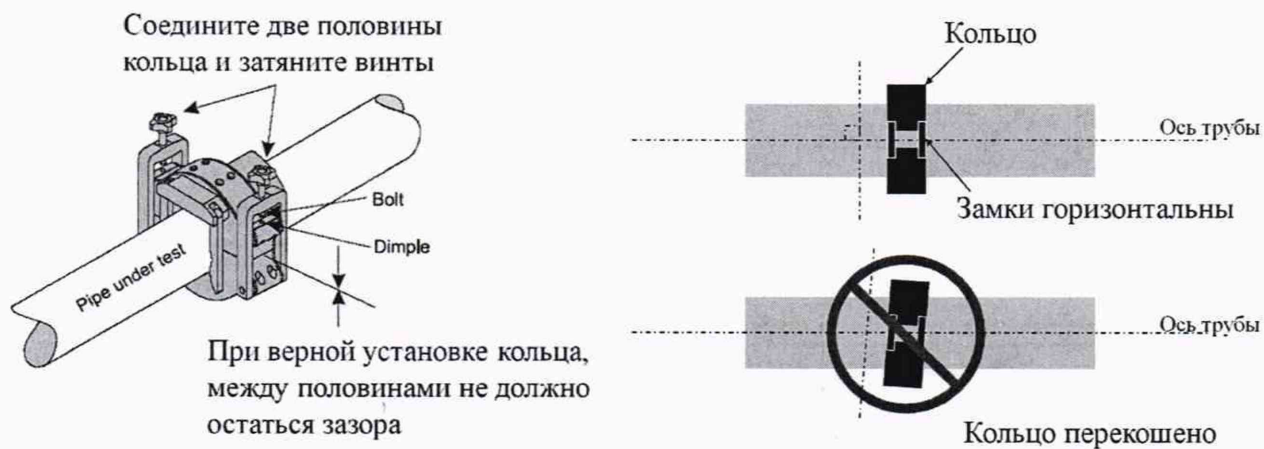 Соедините две половины
кольца и затяните винты
Bolt
Dimple
Pipe under test
При верной установке кольца,
между половинами не должно
остаться зазора
Кольцо
Ось трубы
Замки горизонтальны
Ось трубы
Кольцо перекошено